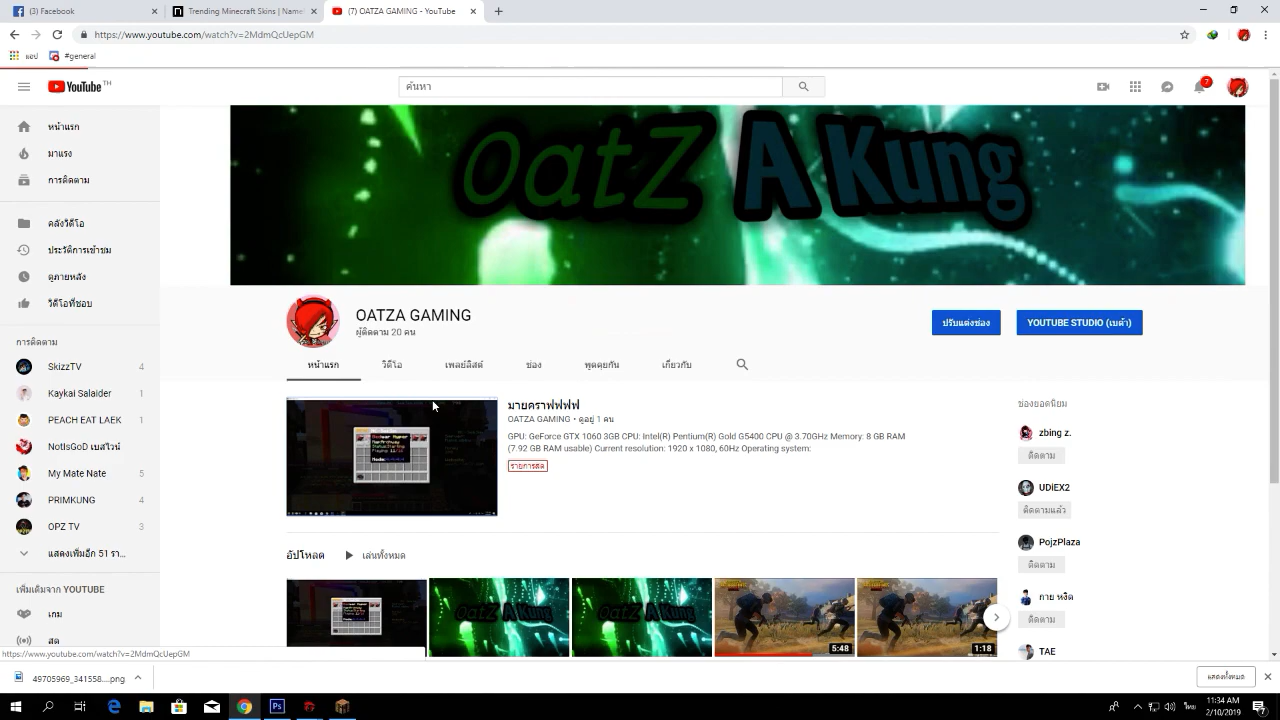 (3) Facebook
Trending Minecraft Skins | Name
(7) OATZA GAMING - YouTube
https://www.youtube.com/watch?v=2MdmQcUepGM
แอป
#general
YouTube TH
ค้นหา
7
หน้าแรก
มาแรง
การติดตาม
คลังวิดีโอ
ประวัติการเข้าชม
ดูภายหลัง
วิดีโอที่ชอบ
การติดตาม
SkizzTV 4
Kaykai Salaider 1
PEACH EAT LAEK 1
My Mate Nate 5
PRIMKUNG 4
OPZ TV 3
แสดงเพิ่มอีก 51 รา...
เพิ่มเติมจาก YOUTUBE
เกม
สด
OatZ A Kung
OATZA GAMING
ผู้ติดตาม 20 คน
ปรับแต่งช่อง
YOUTUBE STUDIO (เบต้า)
หน้าแรก
วิดีโอ
เพลย์ลิสต์
ช่อง
พูดคุยกัน
เกี่ยวกับ
มายคราฟฟฟฟ
OATZA GAMING • ดูอยู่ 1 คน
GPU: GeForce GTX 1060 3GB CPU: Intel(R) Pentium(R) Gold G5400 CPU @ 3.70GHz Memory: 8 GB RAM
(7.92 GB RAM usable) Current resolution: 1920 x 1080, 60Hz Operating system:
รายการสด
อัปโหลด
เล่นทั้งหมด
OatZ A Kung
OatZ A Kung
5:48
1:18
ช่องยอดนิยม
zbing z.
ติดตาม
UDiEX2
ติดตามแล้ว
PojzPlaza
ติดตาม
กาย หงิด
ติดตาม
TAE
https://www.youtube.com/watch?v=2MdmQcUepGM
49705969_341558....png
แสดงทั้งหมด
ไทย
11:34 AM
2/10/2019